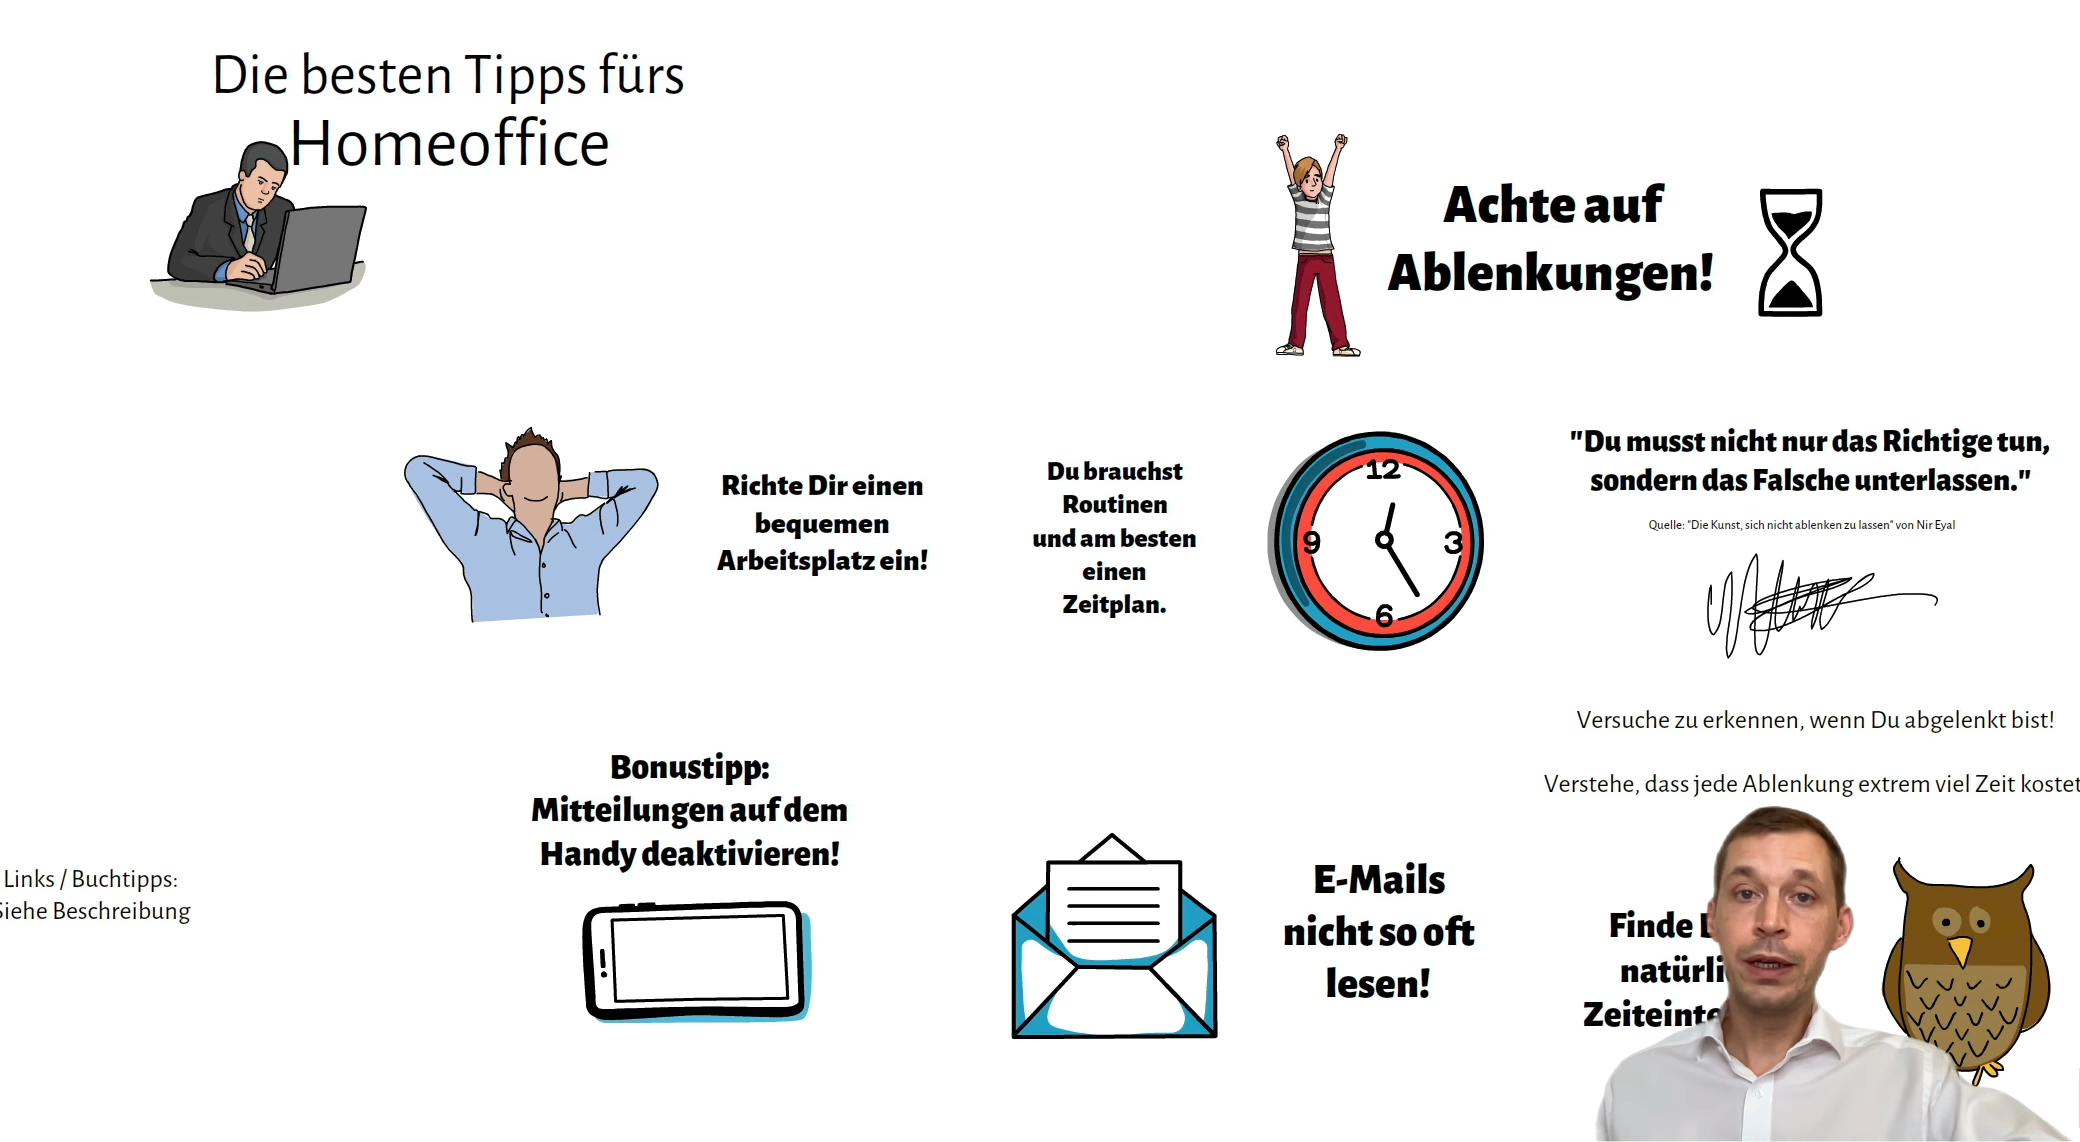 Die besten Tipps fürs
Homeoffice
Achte auf
Ablenkungen!
Richte Dir einen
bequemen
Arbeitsplatz ein!
Du brauchst
Routinen
und am besten
einen
Zeitplan.
12
3
6
9
"Du musst nicht nur das Richtige tun,
sondern das Falsche unterlassen."
Quelle: "Die Kunst, sich nicht ablenken zu lassen" von Nir Eyal
Versuche zu erkennen, wenn Du abgelenkt bist!
Verstehe, dass jede Ablenkung extrem viel Zeit kostet
Bonustipp:
Mitteilungen auf dem
Handy deaktivieren!
E-Mails
nicht so oft
lesen!
Finde
Links / Buchtipps:
Siehe Beschreibung